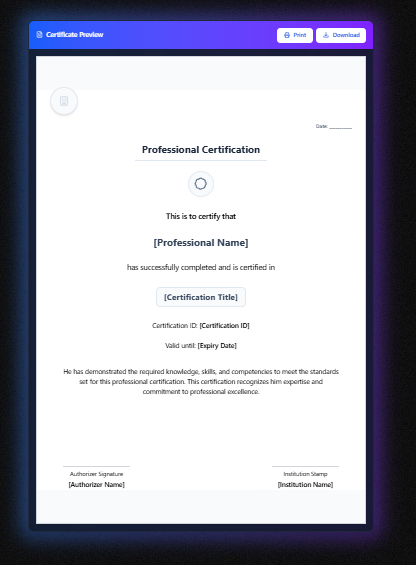 Certificate Preview
Print
Download
Date: ________
Professional Certification
This is to certify that
[Professional Name]
has successfully completed and is certified in
[Certification Title]
Certification ID: [Certification ID]
Valid until: [Expiry Date]
He has demonstrated the required knowledge, skills, and competencies to meet the standards
set for this professional certification. This certification recognizes him expertise and
commitment to professional excellence.
Authorizer Signature
[Authorizer Name]
Institution Stamp
[Institution Name]